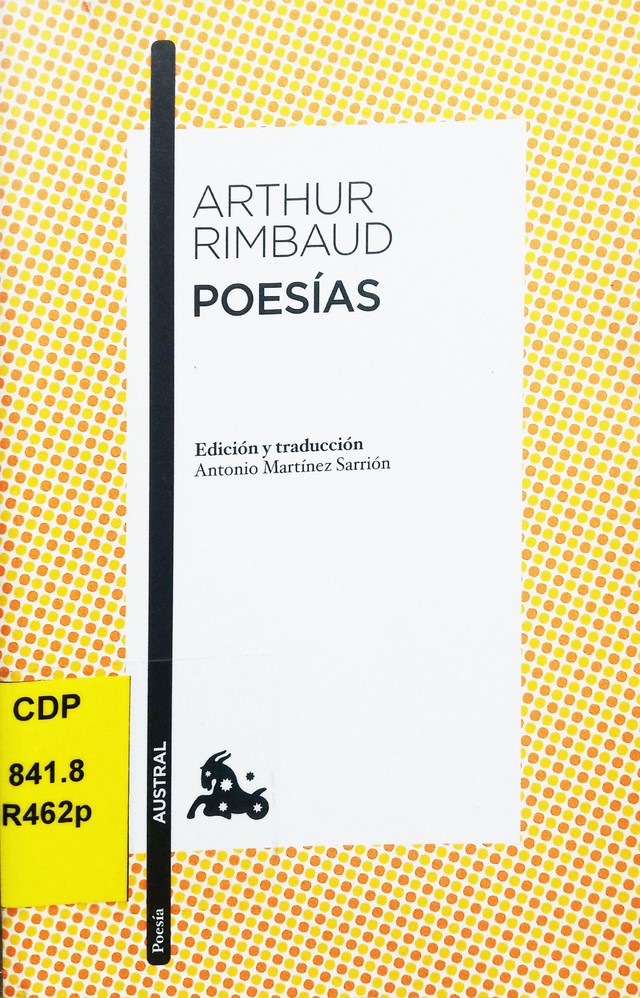 ARTHUR
RIMBAUD
POESÍAS
Edición y traducción
Antonio Martínez Sarrión
CDP
841.8
R462p
AUSTRAL
Poesía